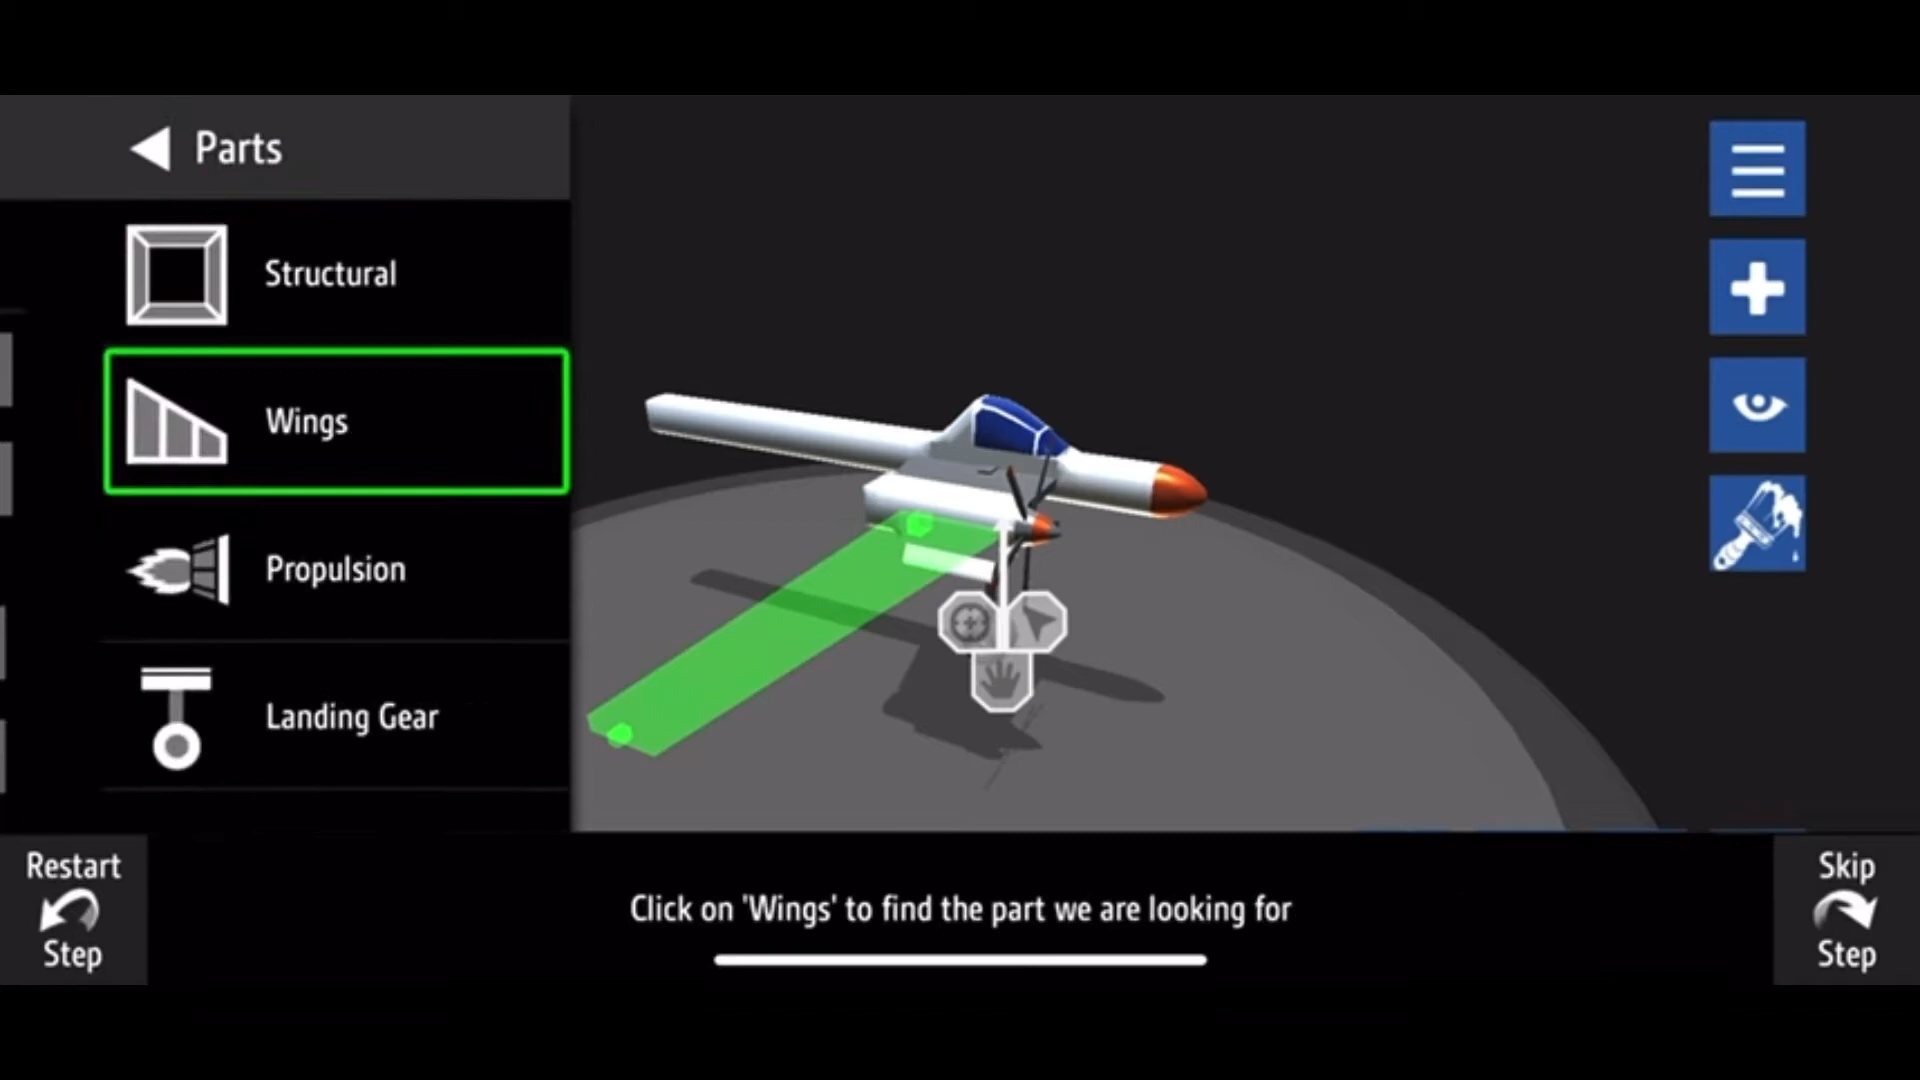 Parts
Structural
Wings
Propulsion
Landing Gear
Restart
Step
Click on 'Wings' to find the part we are looking for
Skip
Step